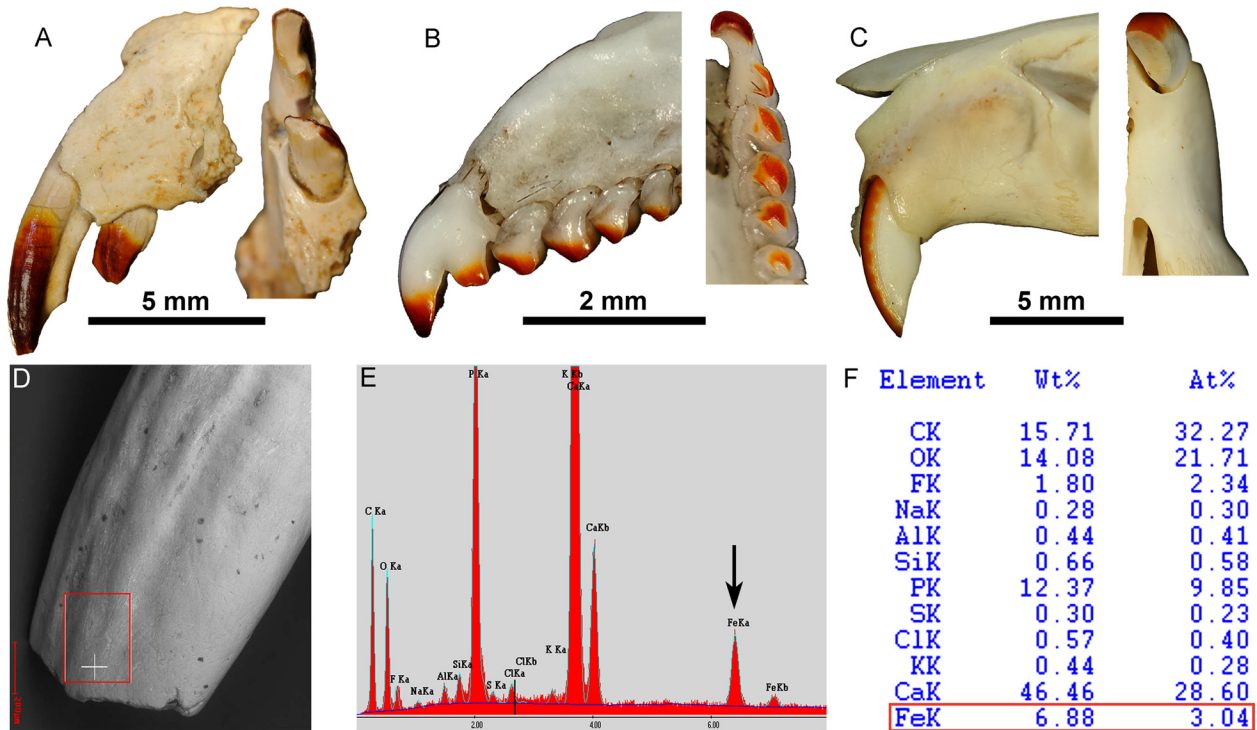 A
B
C
5 mm
2 mm
5 mm
D
E
F
P Ka
K Kb
CaKa
C Ka
O Ka
F Ka
NaKa
AlKa
SiKa
S Ka
ClKa
ClKb
K Ka
CaKb
FeKa
FeKb
2.00 4.00 6.00
Element Wt% At%
CK 15.71 32.27
OK 14.08 21.71
FK 1.80 2.34
NaK 0.28 0.30
AlK 0.44 0.41
SiK 0.66 0.58
PK 12.37 9.85
SK 0.30 0.23
ClK 0.57 0.40
KK 0.44 0.28
CaK 46.46 28.60
FeK 6.88 3.04